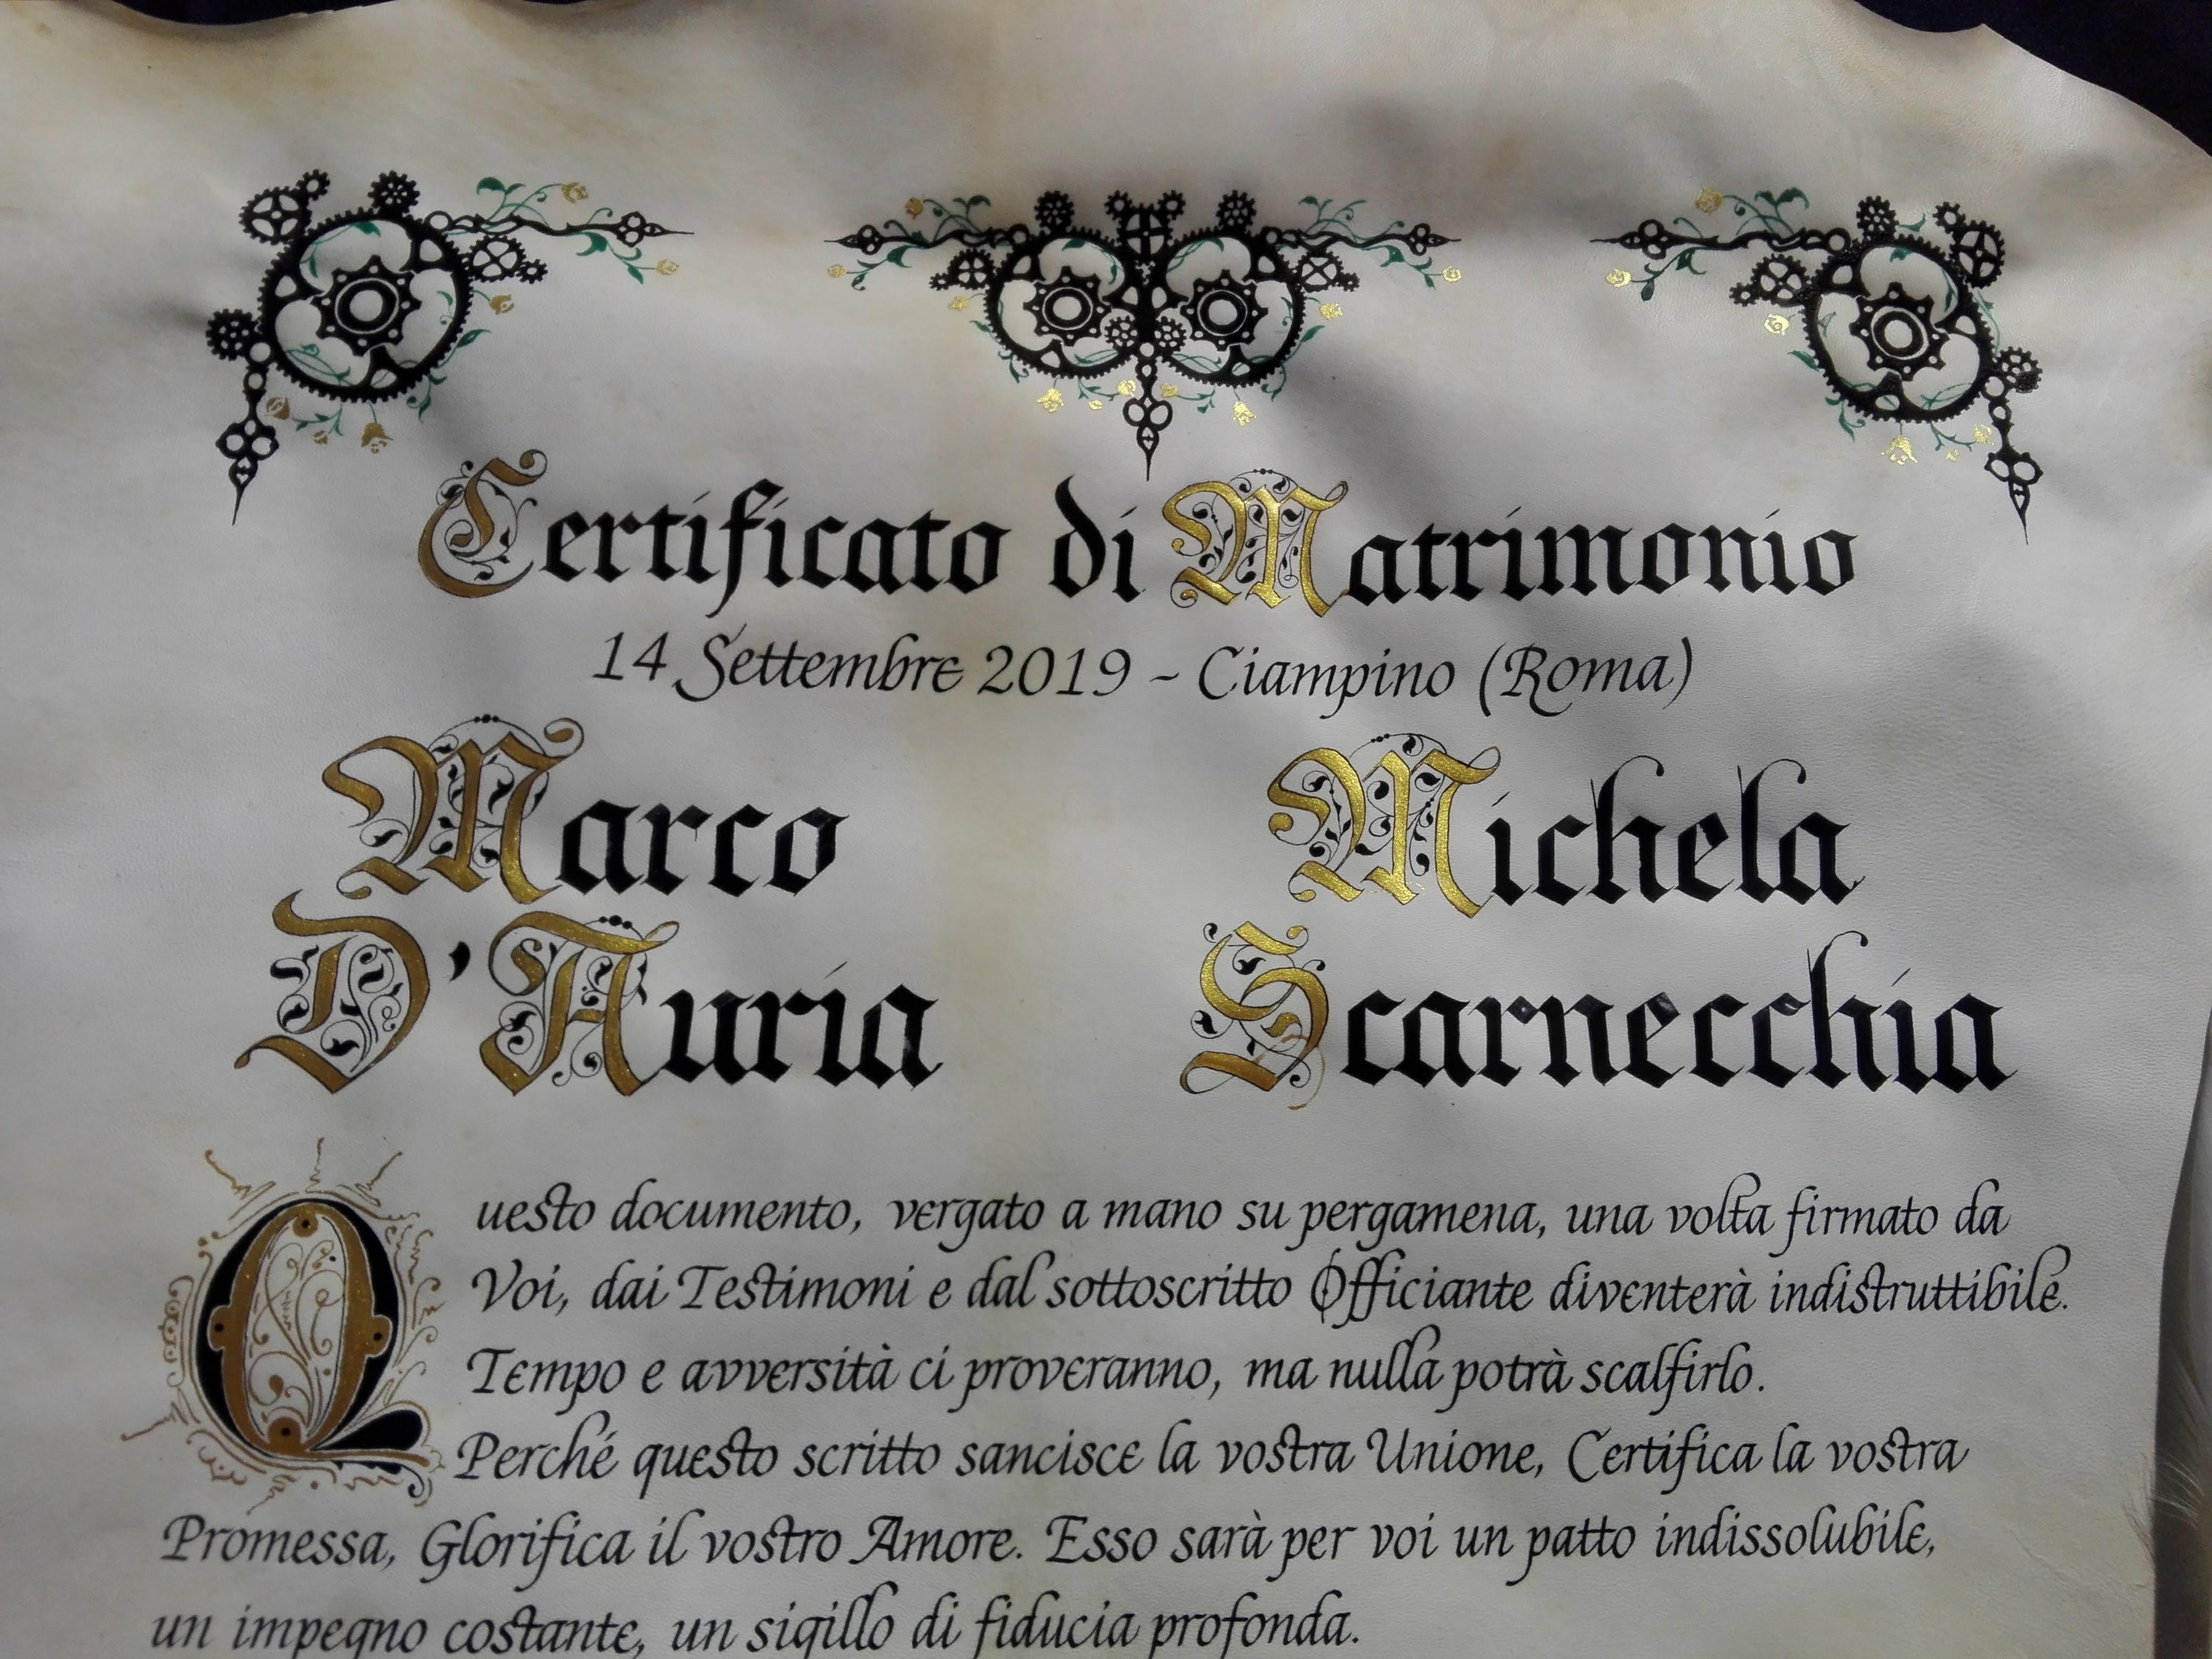 Certificato di Matrimonio
14 Settembre 2019 - Ciampino (Roma)
Marco Michela
D'Auria Scarnecchia
Questo documento, vergato a mano su pergamena, una volta firmato da
Voi, dai Testimoni e dal sottoscritto Officiante diventerà indistruttibile.
Tempo e avversità ci proveranno, ma nulla potrà scalfirlo.
Perché questo scritto sancisce la vostra Unione, Certifica la vostra
Promessa, Glorifica il vostro Amore. Esso sarà per voi un patto indissolubile,
un impegno costante, un sigillo di fiducia profonda.